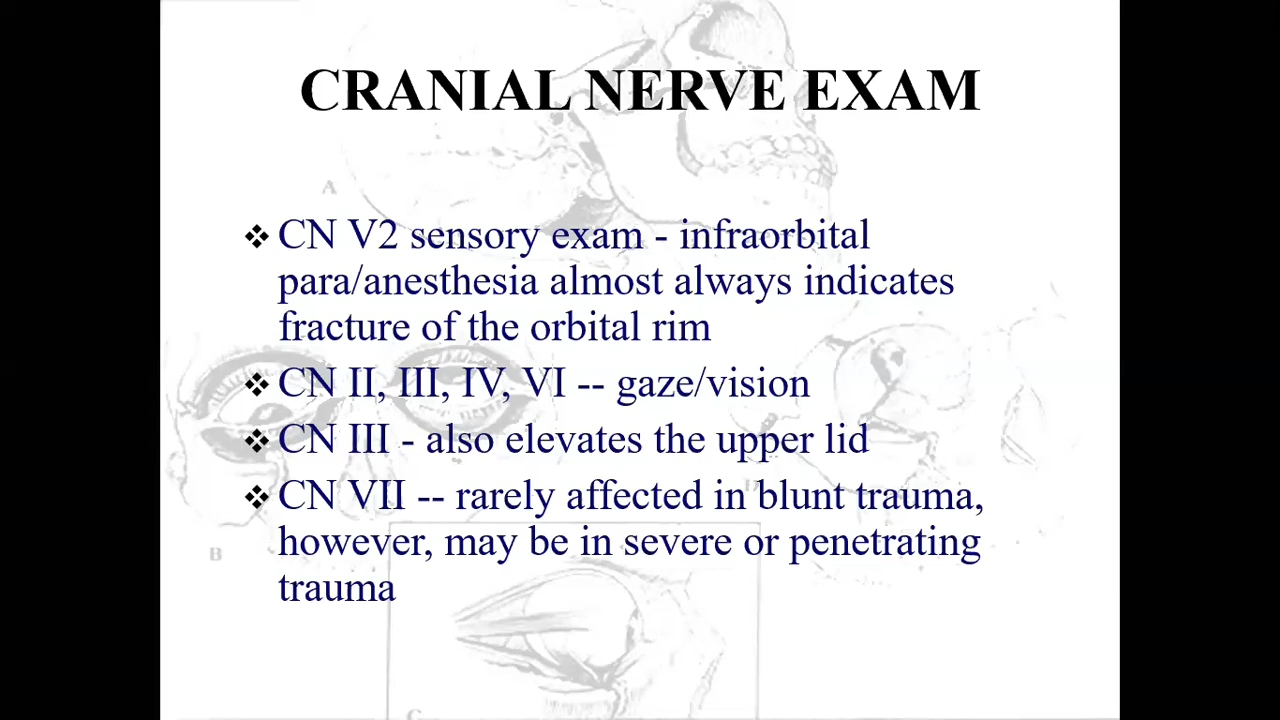 CRANIAL NERVE EXAM
A
❖ CN V2 sensory exam - infraorbital
para/anesthesia almost always indicates
fracture of the orbital rim
❖ CN II, III, IV, VI -- gaze/vision
❖ CN III - also elevates the upper lid
❖ CN VII -- rarely affected in blunt trauma,
however, may be in severe or penetrating
trauma
B
C